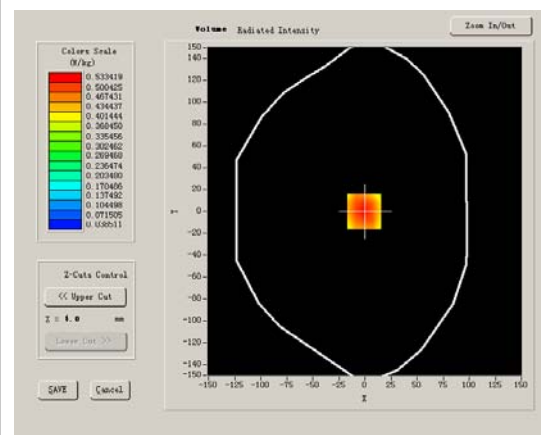 Volume Radiated Intensity
Zoom In/Out
Colors Scale
(W/kg)
0.533419
0.500425
0.467431
0.434437
0.401444
0.368450
0.335456
0.302462
0.269468
0.236474
0.203480
0.170486
0.137492
0.104498
0.071505
Z-Cuts Control
<< Upper Cut
Z = 4.0 mm
Lower Cut >>
SAVE
Cancel
150
140
120
100
80
60
40
20
0
-20
-40
-60
-80
-100
-120
-140
-150
Y
-150 -125 -100 -75 -50 -25 0 25 50 75 100 125 150
X